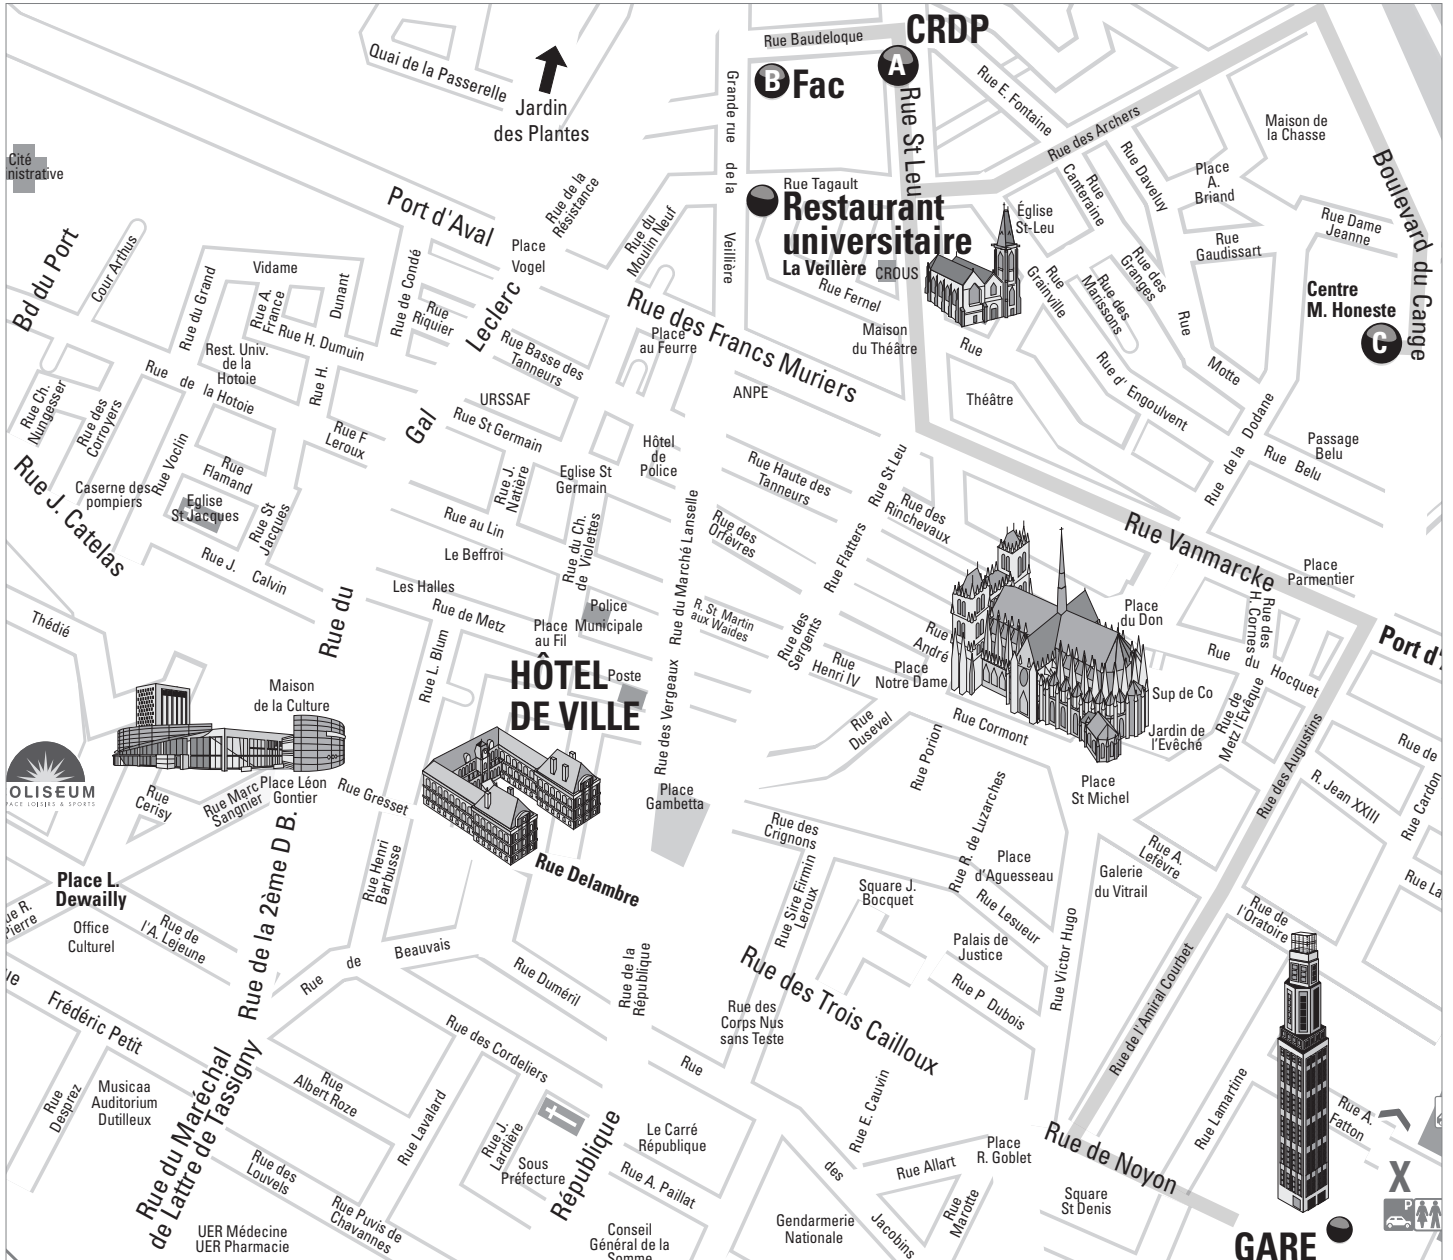 CRDP
A
Rue Baudeloque
B
Fac
Quai de la Passerelle
Jardin
des Plantes
Rue E. Fontaine
Rue des Archers
Maison de
la Chasse
Boulevard du Cange
Cité
nistrative
Port d'Aval
Rue de la
Résistance
Grande rue de la Veillière
Rue St Leu
Rue Tagault
Restaurant
universitaire
La Veillère
CROUS
Rue Fernel
Église
St-Leu
Rue
Canteraine
Rue Daveluy
Place
A.
Briand
Rue Dame
Jeanne
Rue
Gaudissart
Centre
M. Honeste
C
Bd du Port
Cour Arthus
Rue du Grand
Vidame
Rue A.
France
Dunant
Rue de Condé
Rue
Riquier
Place
Vogel
Rue du
Moulin Neuf
Rue des Francs Muriers
Place
au Feurre
Maison
du Théâtre
Rue
Grainville
Rue des
Marissons
Rue des
Granges
Rue
Motte
Rue
Rue d' Engoulvent
Théâtre
Rue de la Dodane
Passage
Belu
Rue Belu
Rue H. Dumuin
Rest. Univ.
de la
Hotoie
Rue de la Hotoie
Rue H.
Rue F
Leroux
Leclerc
Gal
Rue du
Rue Basse des
Tanneurs
URSSAF
Rue St Germain
ANPE
Rue Ch.
Nungesser
Rue des
Corroyers
Rue Voclin
Rue
Flamand
Rue J. Catelas
Caserne des
pompiers
Eglise
St Jacques
Rue St
Jacques
Rue J. Calvin
Rue J.
Natière
Eglise St
Germain
Hôtel
de
Police
Rue au Lin
Le Beffroi
Rue du Ch.
de Violettes
Rue du Marché Lanselle
Rue Haute des
Tanneurs
Rue St Leu
Rue des
Orfèvres
Rue des
Rinchevaux
Rue Flatters
Rue Vanmarcke
Place
Parmentier
Thédié
Les Halles
Rue de Metz
Police
Municipale
Place
au Fil
R. St Martin
aux Waides
Rue des
Sergents
Rue
Henri IV
Rue
André
Place
Notre Dame
Place
du Don
Rue des
H. Cornes
Rue du Hocquet
Port d'
Rue L. Blum
HÔTEL
DE VILLE
Poste
Rue des Vergeaux
Maison
de la Culture
Sup de Co
Jardin de
l'Evêché
Rue de
Metz l'Evêque
Rue
Dusevel
Rue Porion
Rue Cormont
Rue des Augustins
Rue de
R. Jean XXIII
Rue Cardon
OLISEUM
PACE LOISIRS & SPORTS
Rue
Cerisy
Rue Marc
Sangnier
Place Léon
Gontier
Rue Gresset
Place
Gambetta
Place
St Michel
Rue des
Crignons
Rue R. de Luzarches
Place
d'Aguesseau
Rue A.
Lefèvre
Galerie
du Vitrail
Rue La
Place L.
Dewailly
Rue de la 2ème D B.
Rue Henri
Barbusse
Rue Delambre
Rue Sire Firmin
Leroux
Square J.
Bocquet
Rue Lesueur
Rue de
l'Oratoire
ue R.
Pierre
Office
Culturel
Rue de
l'A. Lejeune
Rue de Beauvais
Palais de
Justice
Rue Victor Hugo
Rue de l'Amiral Courbet
Rue Duméril
Rue de la
République
Rue des Trois Cailloux
Rue P Dubois
ue
Frédéric Petit
Rue des
Corps Nus
sans Teste
Rue des Cordeliers
Rue
Rue du Maréchal
de Lattre de Tassigny
Rue
Albert Roze
Rue
Desprez
Musicaa
Auditorium
Dutilleux
Rue Lavalard
Rue J.
Lardière
République
Le Carré
République
Rue E. Cauvin
Rue Lamartine
Rue A.
Fatton
Rue des
Louvels
Sous
Préfecture
Rue A. Paillat
des
Jacobins
Rue Allart
Place
R. Goblet
Rue de Noyon
X
P
Rue Puvis de
Chavannes
UER Médecine
UER Pharmacie
Conseil
Général de la
Somme
Gendarmerie
Nationale
Rue
Marotte
Square
St Denis
GARE